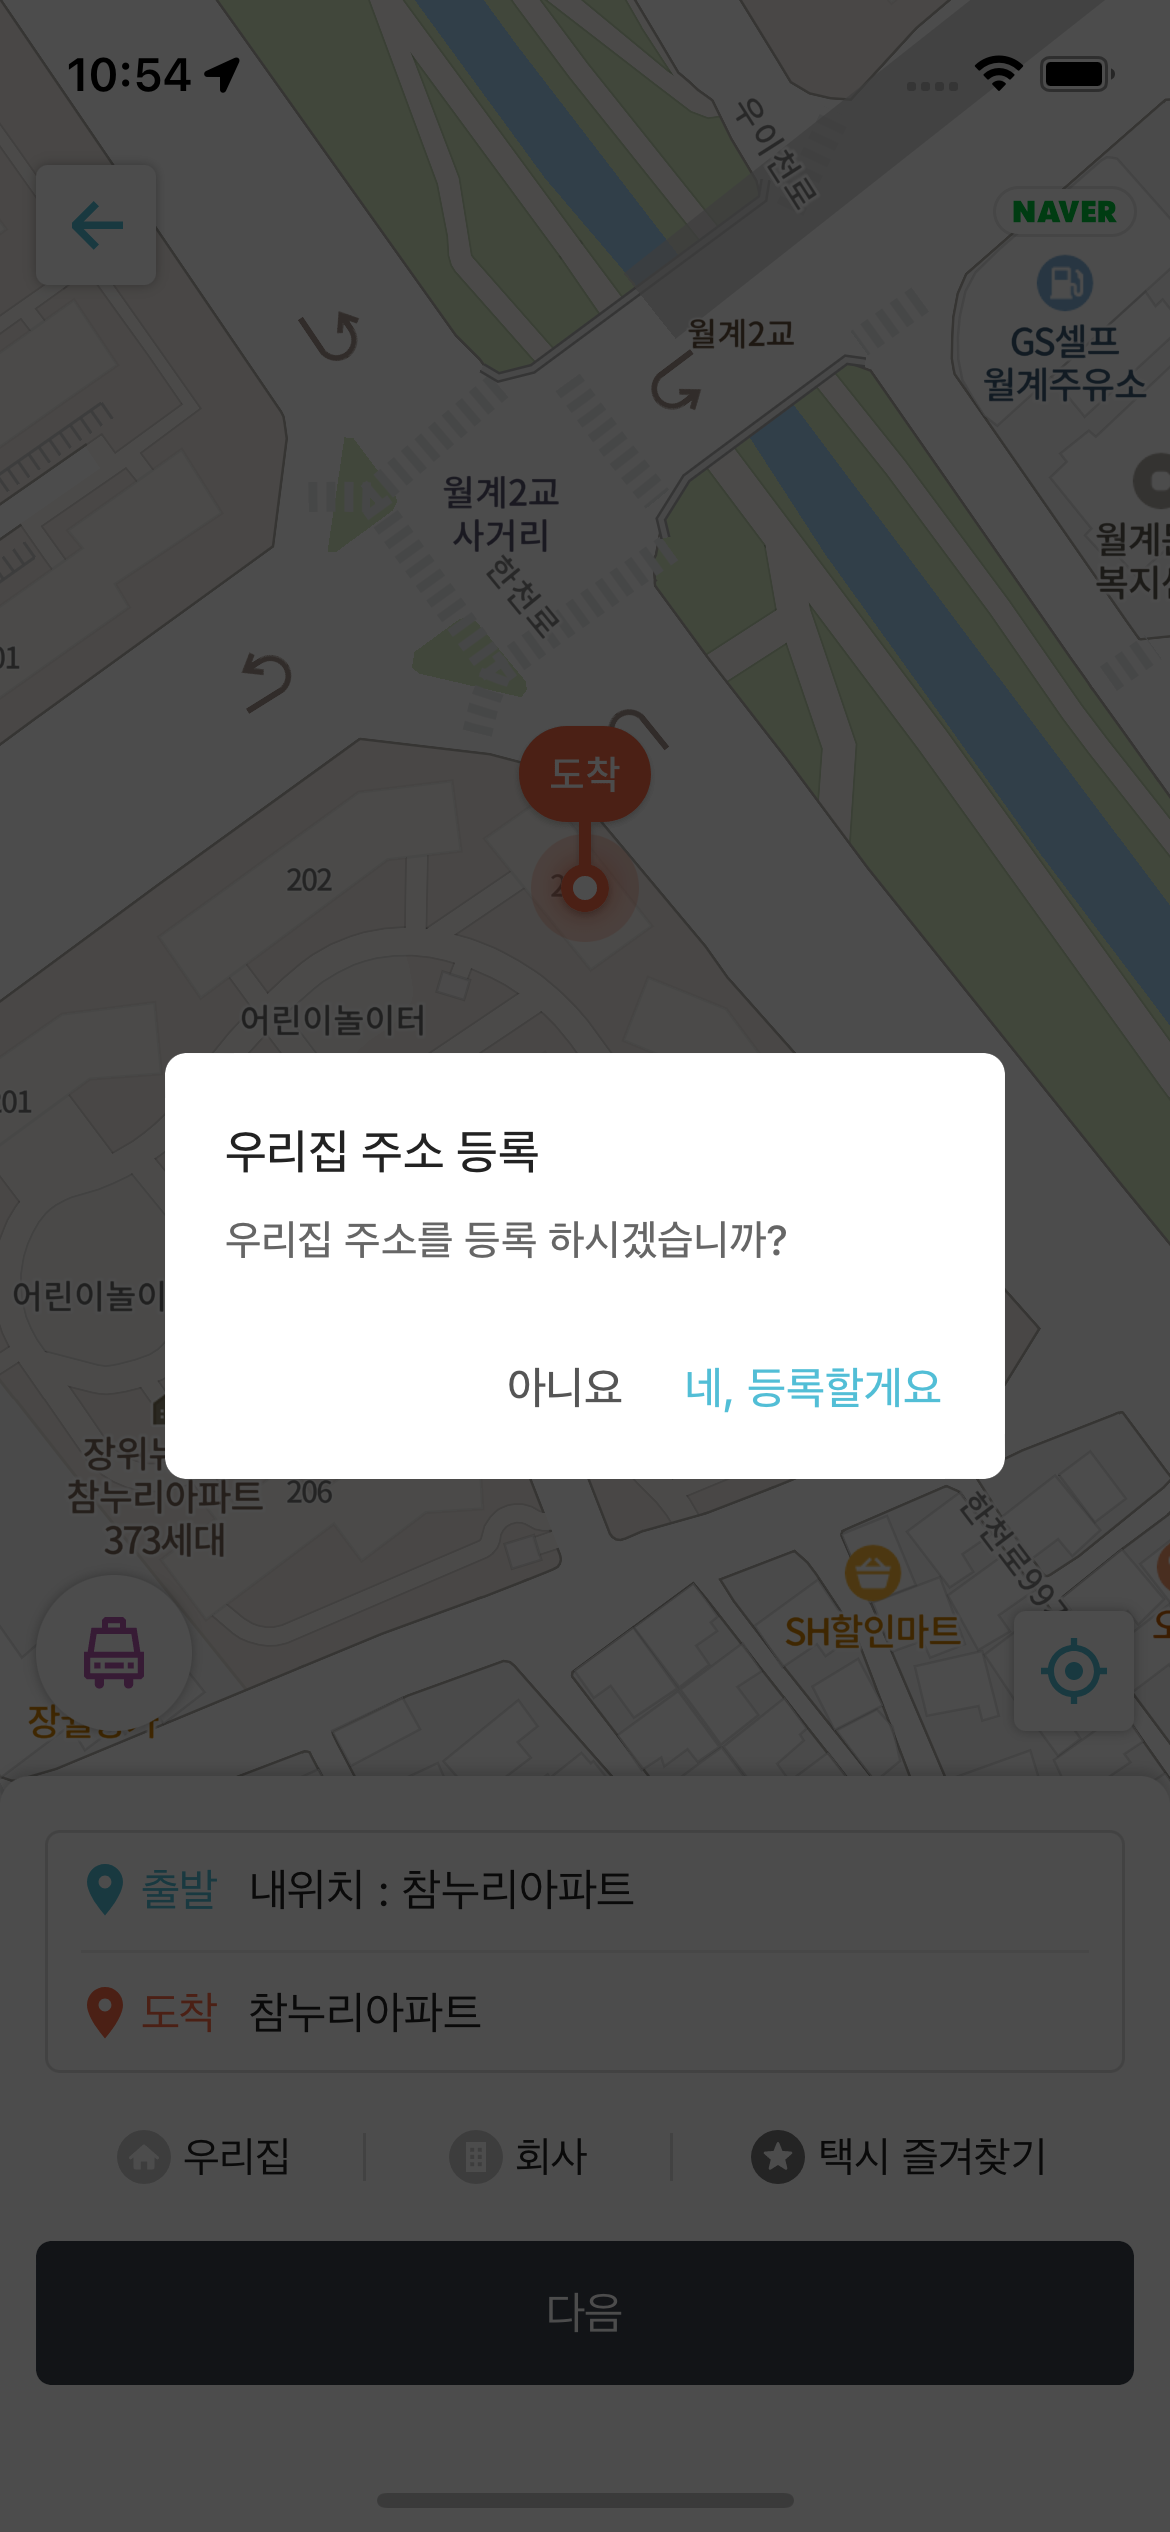 10:54
우이천로
NAVER
월계2교
GS셀프
월계주유소
월계2교
사거리
한천로
월계
복지
01
도착
202
어린이놀이터
201
우리집 주소 등록
우리집 주소를 등록 하시겠습니까?
어린이놀이
아니요
네, 등록할게요
장위뉴
참누리아파트
373세대
206
한천로99
SH할인마트
출발
내위치 : 참누리아파트
도착
참누리아파트
우리집
회사
택시 즐겨찾기
다음